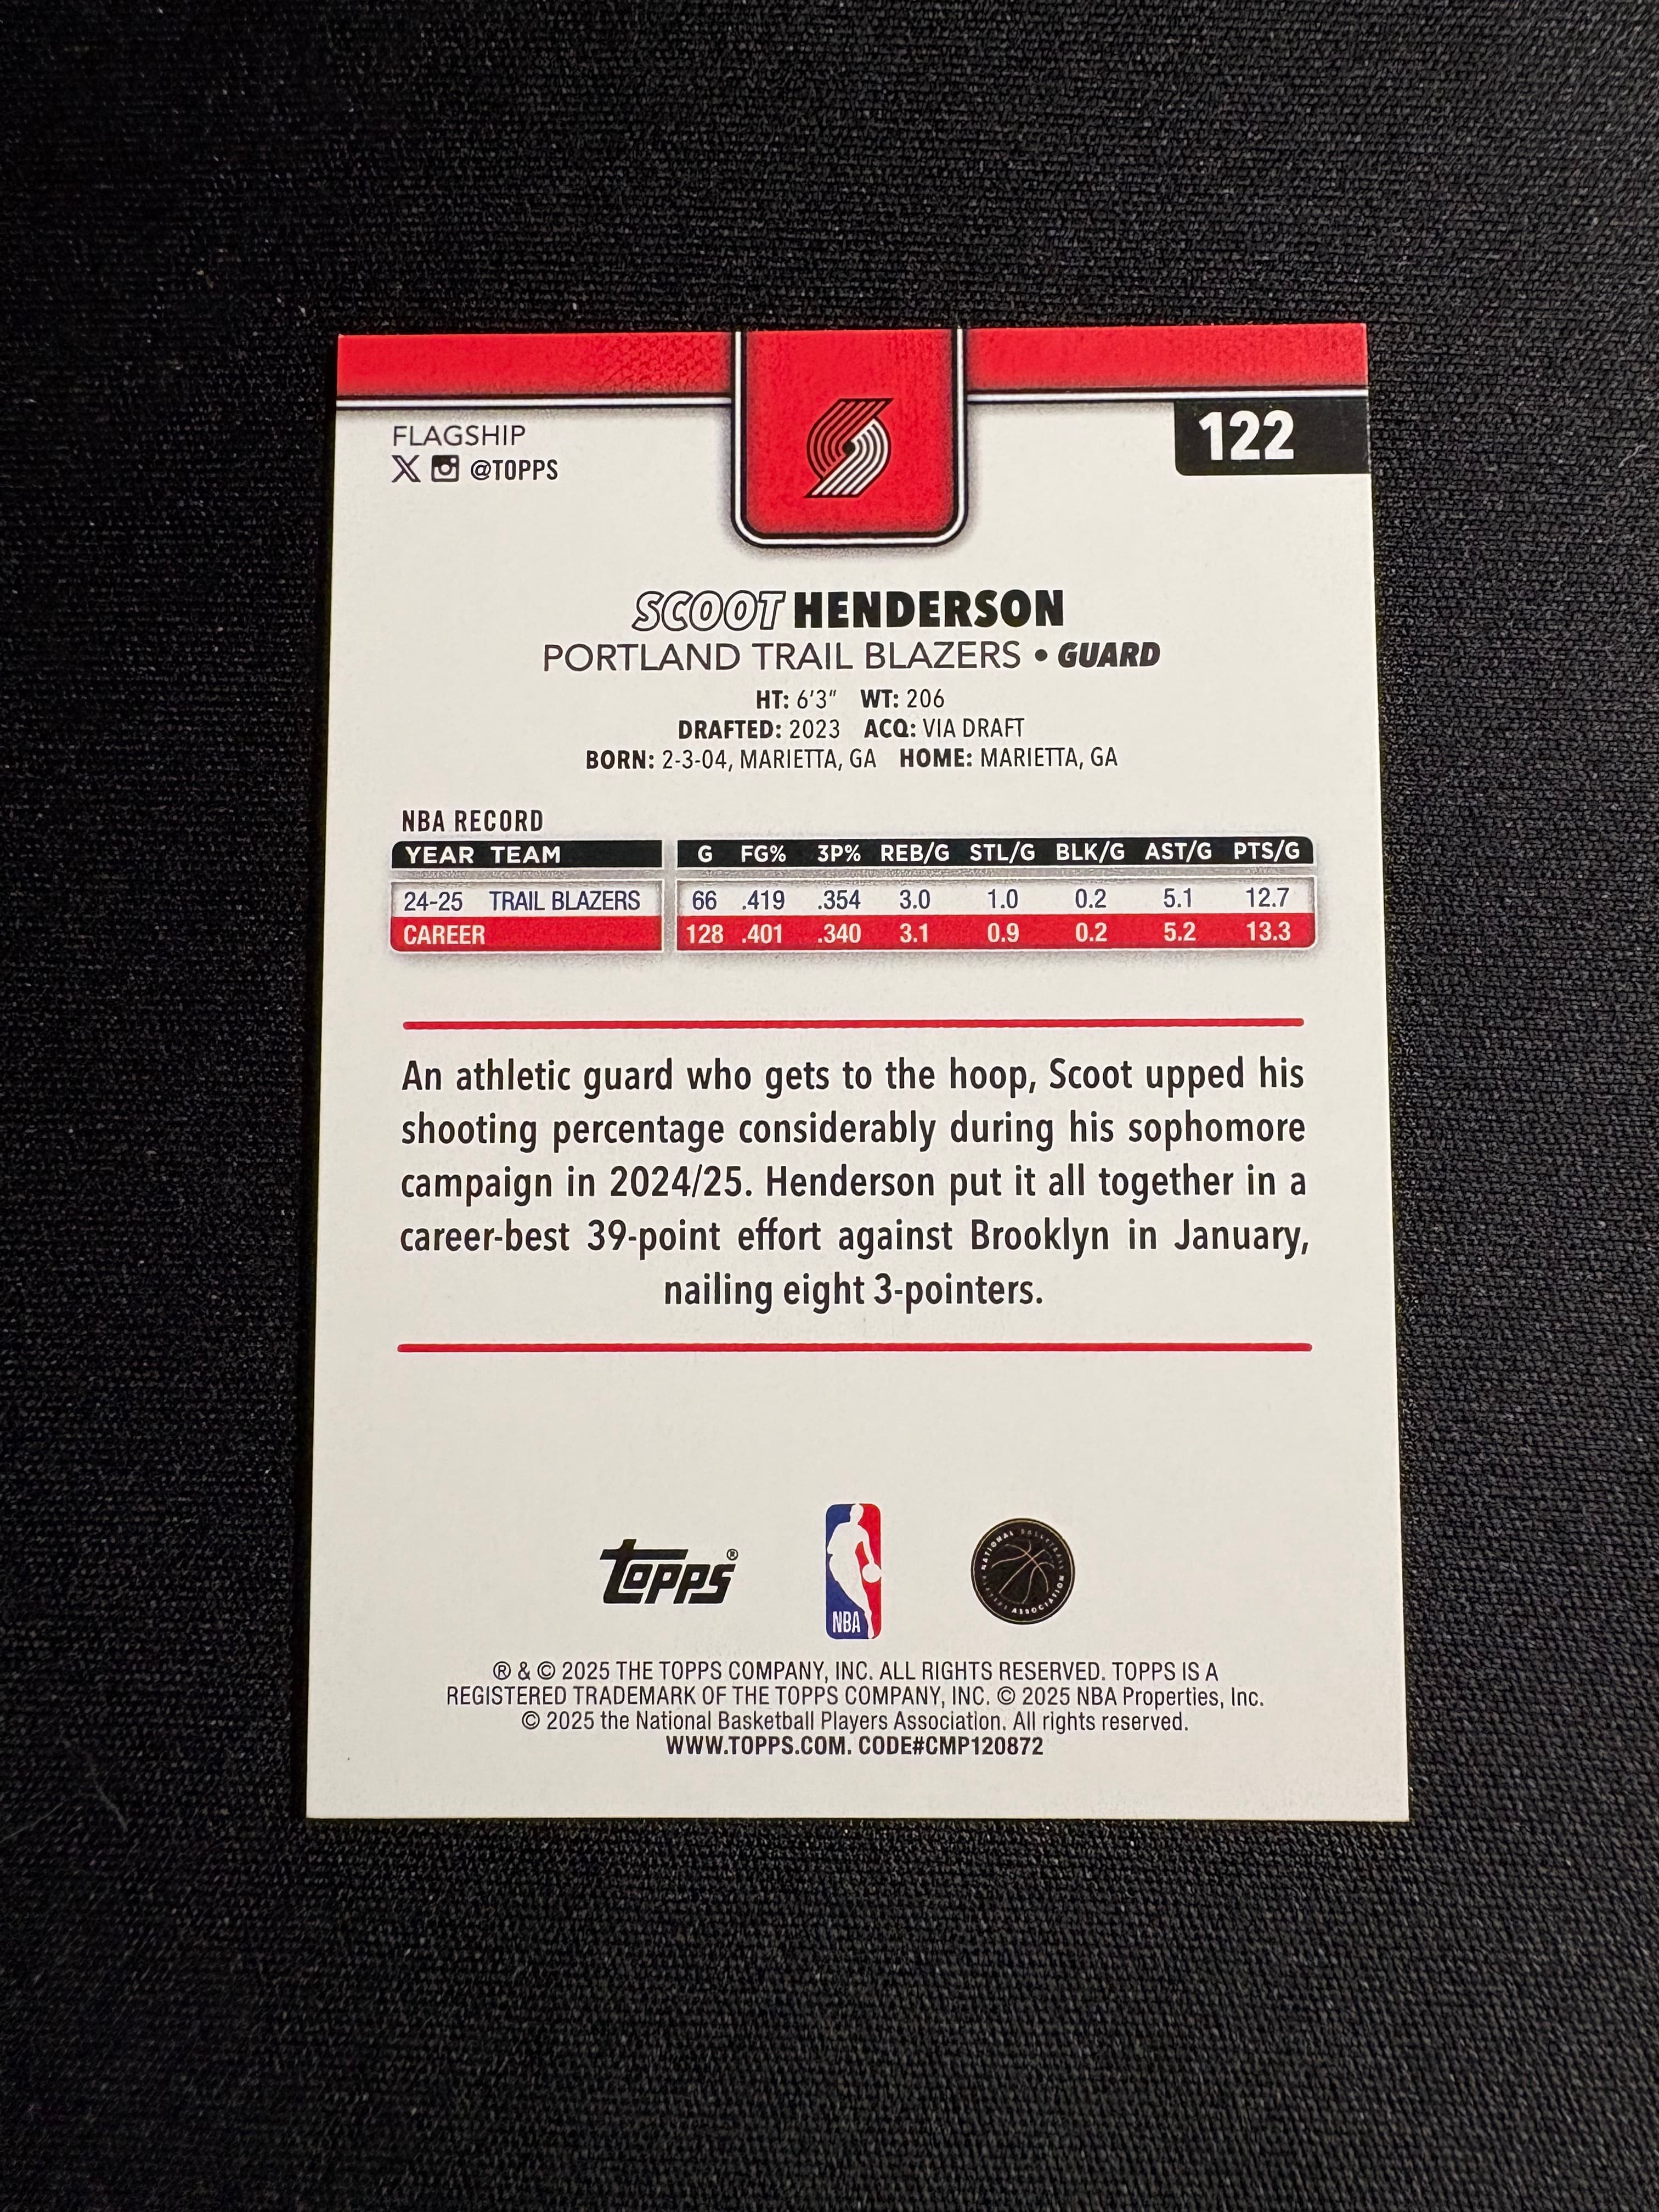 FLAGSHIP
@TOPPS
122
SCOOT HENDERSON
PORTLAND TRAIL BLAZERS • GUARD
HT: 6'3" WT: 206
DRAFTED: 2023 ACQ: VIA DRAFT
BORN: 2-3-04, MARIETTA, GA HOME: MARIETTA, GA
NBA RECORD
YEAR TEAM G FG% 3P% REB/G STL/G BLK/G AST/G PTS/G
24-25 TRAIL BLAZERS 66 .419 .354 3.0 1.0 0.2 5.1 12.7
CAREER 128 .401 .340 3.1 0.9 0.2 5.2 13.3
An athletic guard who gets to the hoop, Scoot upped his
shooting percentage considerably during his sophomore
campaign in 2024/25. Henderson put it all together in a
career-best 39-point effort against Brooklyn in January,
nailing eight 3-pointers.
Topps®
NBA
NATIONAL BASKETBALL PLAYERS ASSOCIATION
® & © 2025 THE TOPPS COMPANY, INC. ALL RIGHTS RESERVED. TOPPS IS A
REGISTERED TRADEMARK OF THE TOPPS COMPANY, INC. © 2025 NBA Properties, Inc.
© 2025 the National Basketball Players Association. All rights reserved.
WWW.TOPPS.COM. CODE#CMP120872